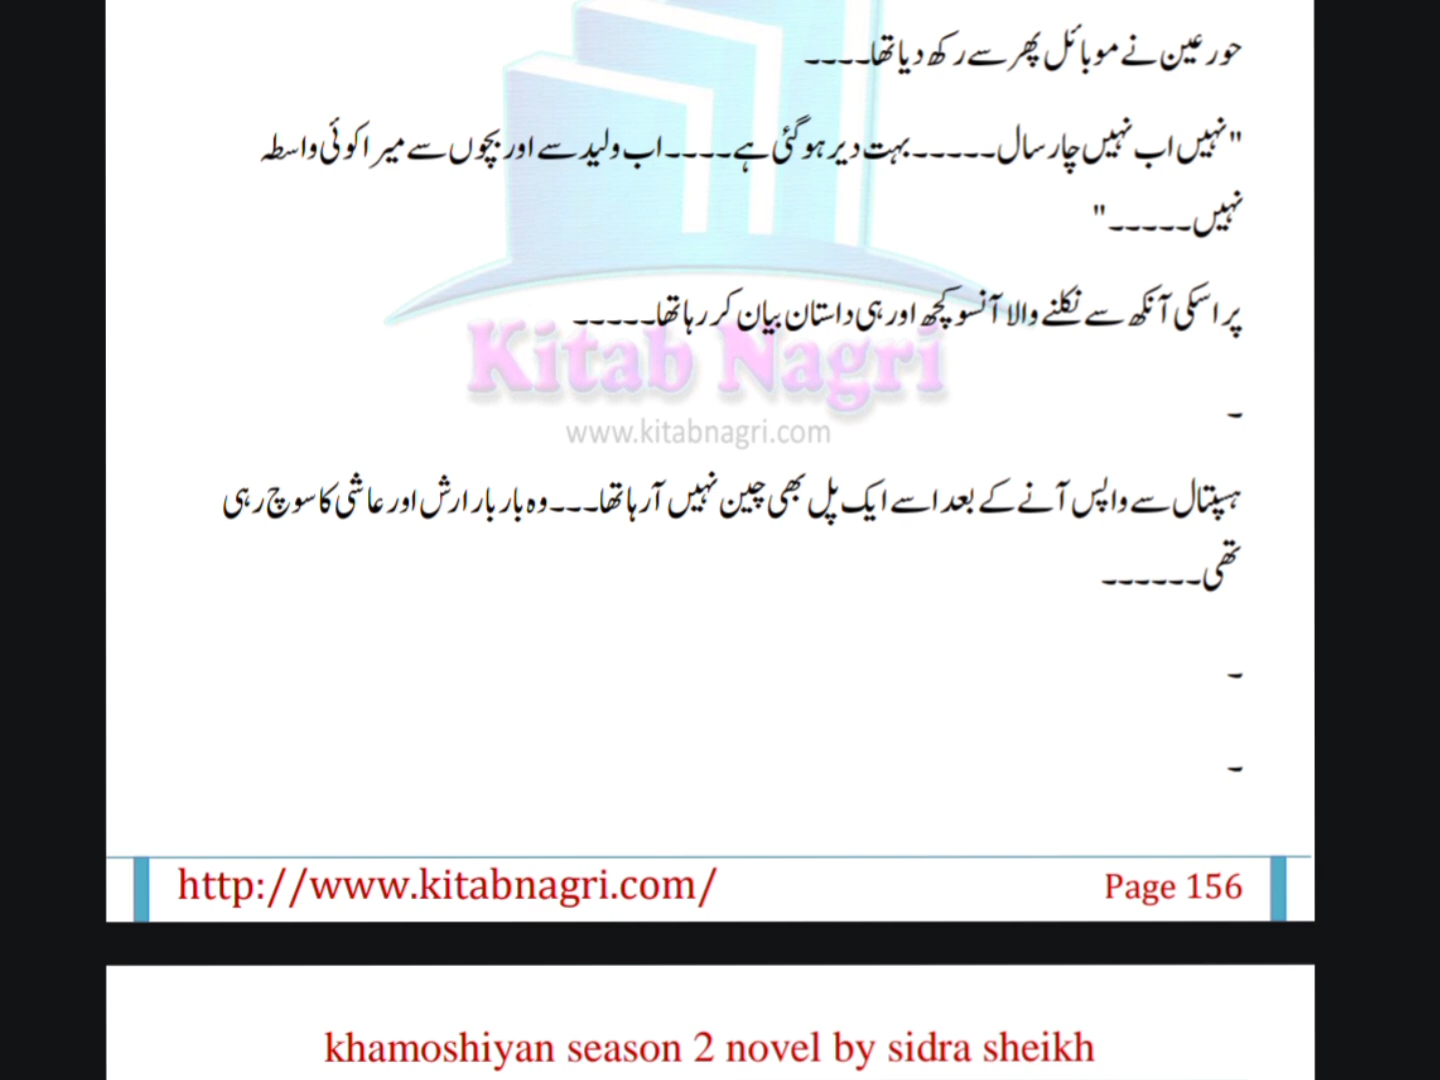 حور عین نے موبائل پھر سے رکھ دیا تھا۔۔۔۔
"نہیں اب نہیں چار سال۔۔۔۔۔ بہت دیر ہو گئی ہے۔۔۔۔ اب ولید سے اور بچوں سے میرا کوئی واسطہ
نہیں۔۔۔۔۔"
پر اسکی آنکھ سے نکلنے والا آنسو کچھ اور ہی داستان بیان کر رہا تھا۔۔۔۔۔
Kitab Nagri
www.kitabnagri.com
۔
ہسپتال سے واپس آنے کے بعد اسے ایک پل بھی چین نہیں آرہا تھا۔۔۔ وہ بار بار ارش اور عاشی کا سوچ رہی
تھی۔۔۔۔۔۔
۔
۔
http://www.kitabnagri.com/ Page 156
khamoshiyan season 2 novel by sidra sheikh